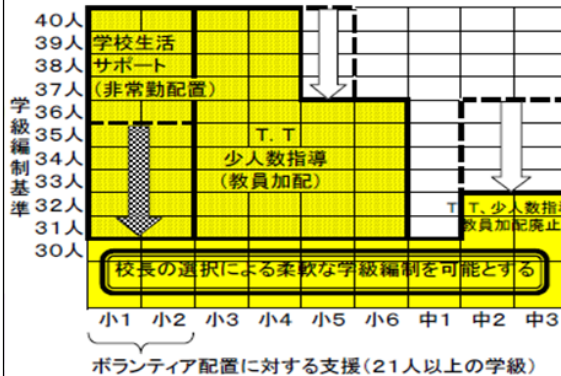 40人
39人
38人
37人
36人
35人
34人
33人
32人
31人
30人
学級編制基準
学校生活
サポート
(非常勤配置)
T．T
少人数指導
(教員加配)
T T、少人数指導
教員加配廃止
校長の選択による柔軟な学級編制を可能とする
小1 小2 小3 小4 小5 小6 中1 中2 中3
ボランティア配置に対する支援(21人以上の学級)